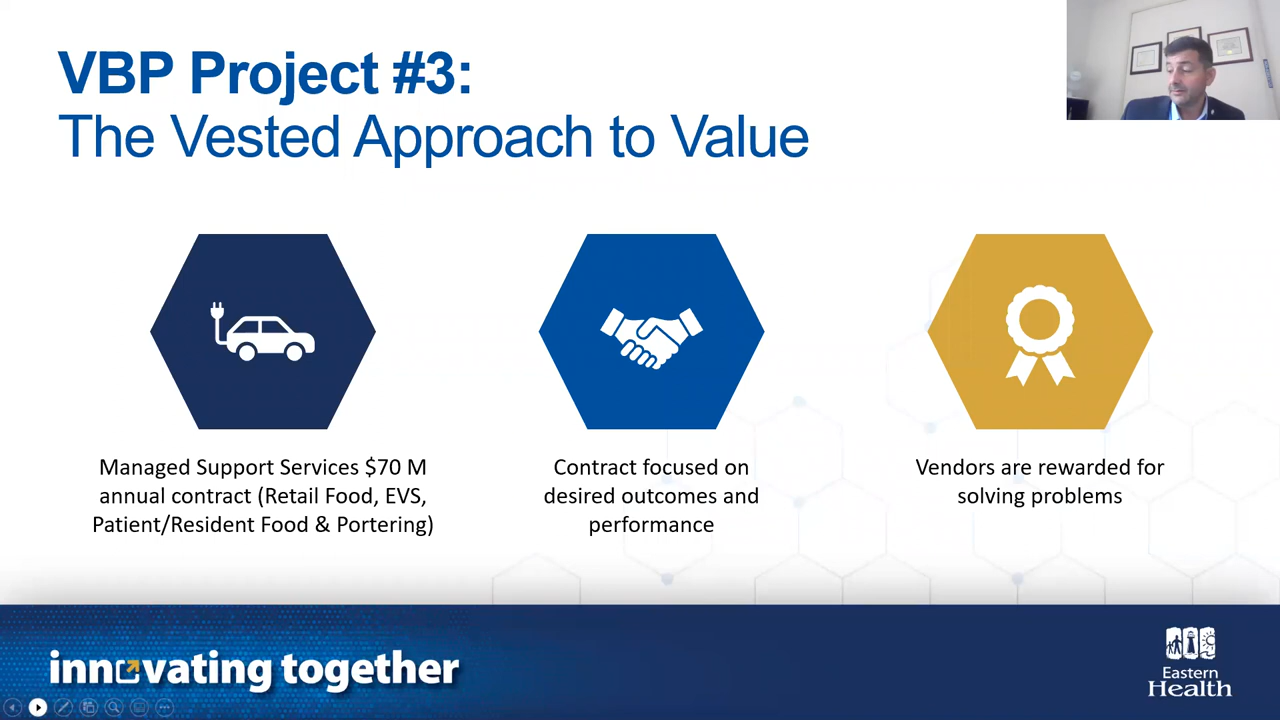 VBP Project #3:
The Vested Approach to Value
Managed Support Services $70 M
annual contract (Retail Food, EVS,
Patient/Resident Food & Portering)
Contract focused on
desired outcomes and
performance
Vendors are rewarded for
solving problems
innovating together
Eastern
Health